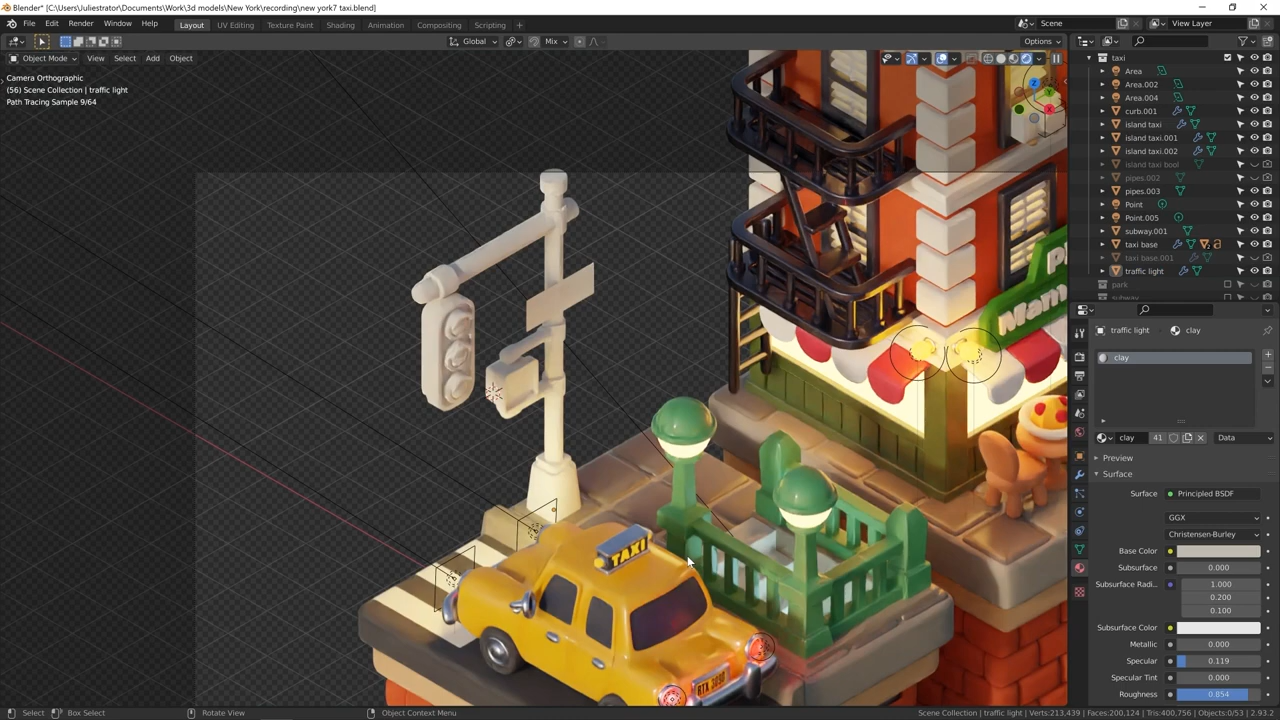 Blender* [C:\Users\Juliestrator\Documents\Work\3d models\New York\recording\new york7 taxi.blend]
File Edit Render Window Help Layout UV Editing Texture Paint Shading Animation Compositing Scripting Scene View Layer
Global Mix Options
Object Mode View Select Add Object
Camera Orthographic
(56) Scene Collection | traffic light
Path Tracing Sample 9/64
taxi
Area
Area.002
Area.004
curb.001
island taxi
island taxi.001
island taxi.002
island taxi bool
pipes.002
pipes.003
Point
Point.005
subway.001
taxi base
taxi base.001
traffic light
park
subway
traffic light clay
clay
clay 41 Data
Preview
Surface
Surface Principled BSDF
GGX
Christensen-Burley
Base Color
Subsurface 0.000
Subsurface Radi... 1.000
0.200
0.100
Subsurface Color
Metallic 0.000
Specular 0.119
Specular Tint 0.000
Roughness 0.854
TAXI
Select Box Select Rotate View Object Context Menu Scene Collection | traffic light | Verts:213,439 | Faces:200,124 | Tris:400,756 | Objects:0/53 | 2.93.2